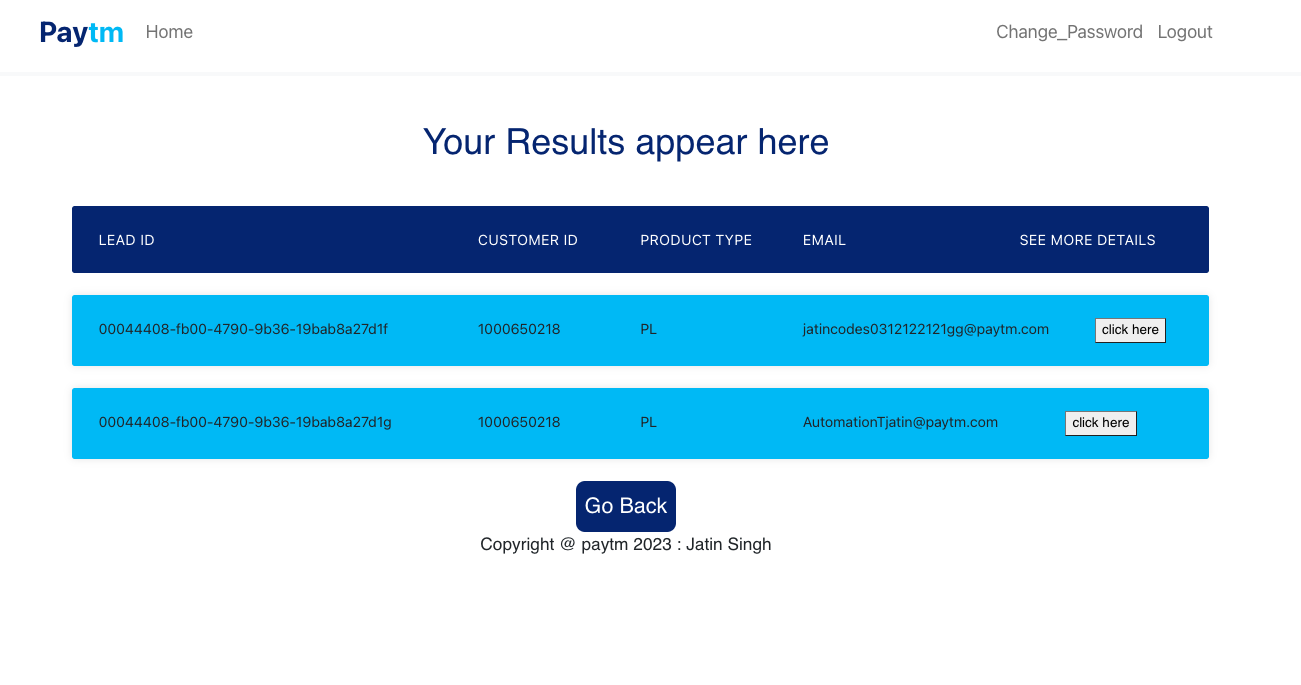 Paytm Home Change_Password Logout
Your Results appear here
LEAD ID CUSTOMER ID PRODUCT TYPE EMAIL SEE MORE DETAILS
00044408-fb00-4790-9b36-19bab8a27d1f 1000650218 PL jatincodes0312122121gg@paytm.com click here
00044408-fb00-4790-9b36-19bab8a27d1g 1000650218 PL AutomationTjatin@paytm.com click here
Go Back
Copyright @ paytm 2023 : Jatin Singh